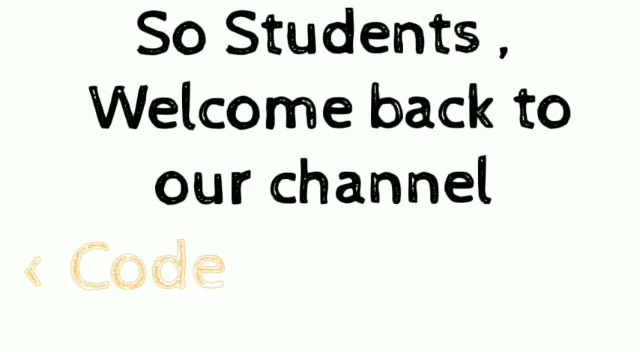 So Students ,
Welcome back to
our channel
‹ Code